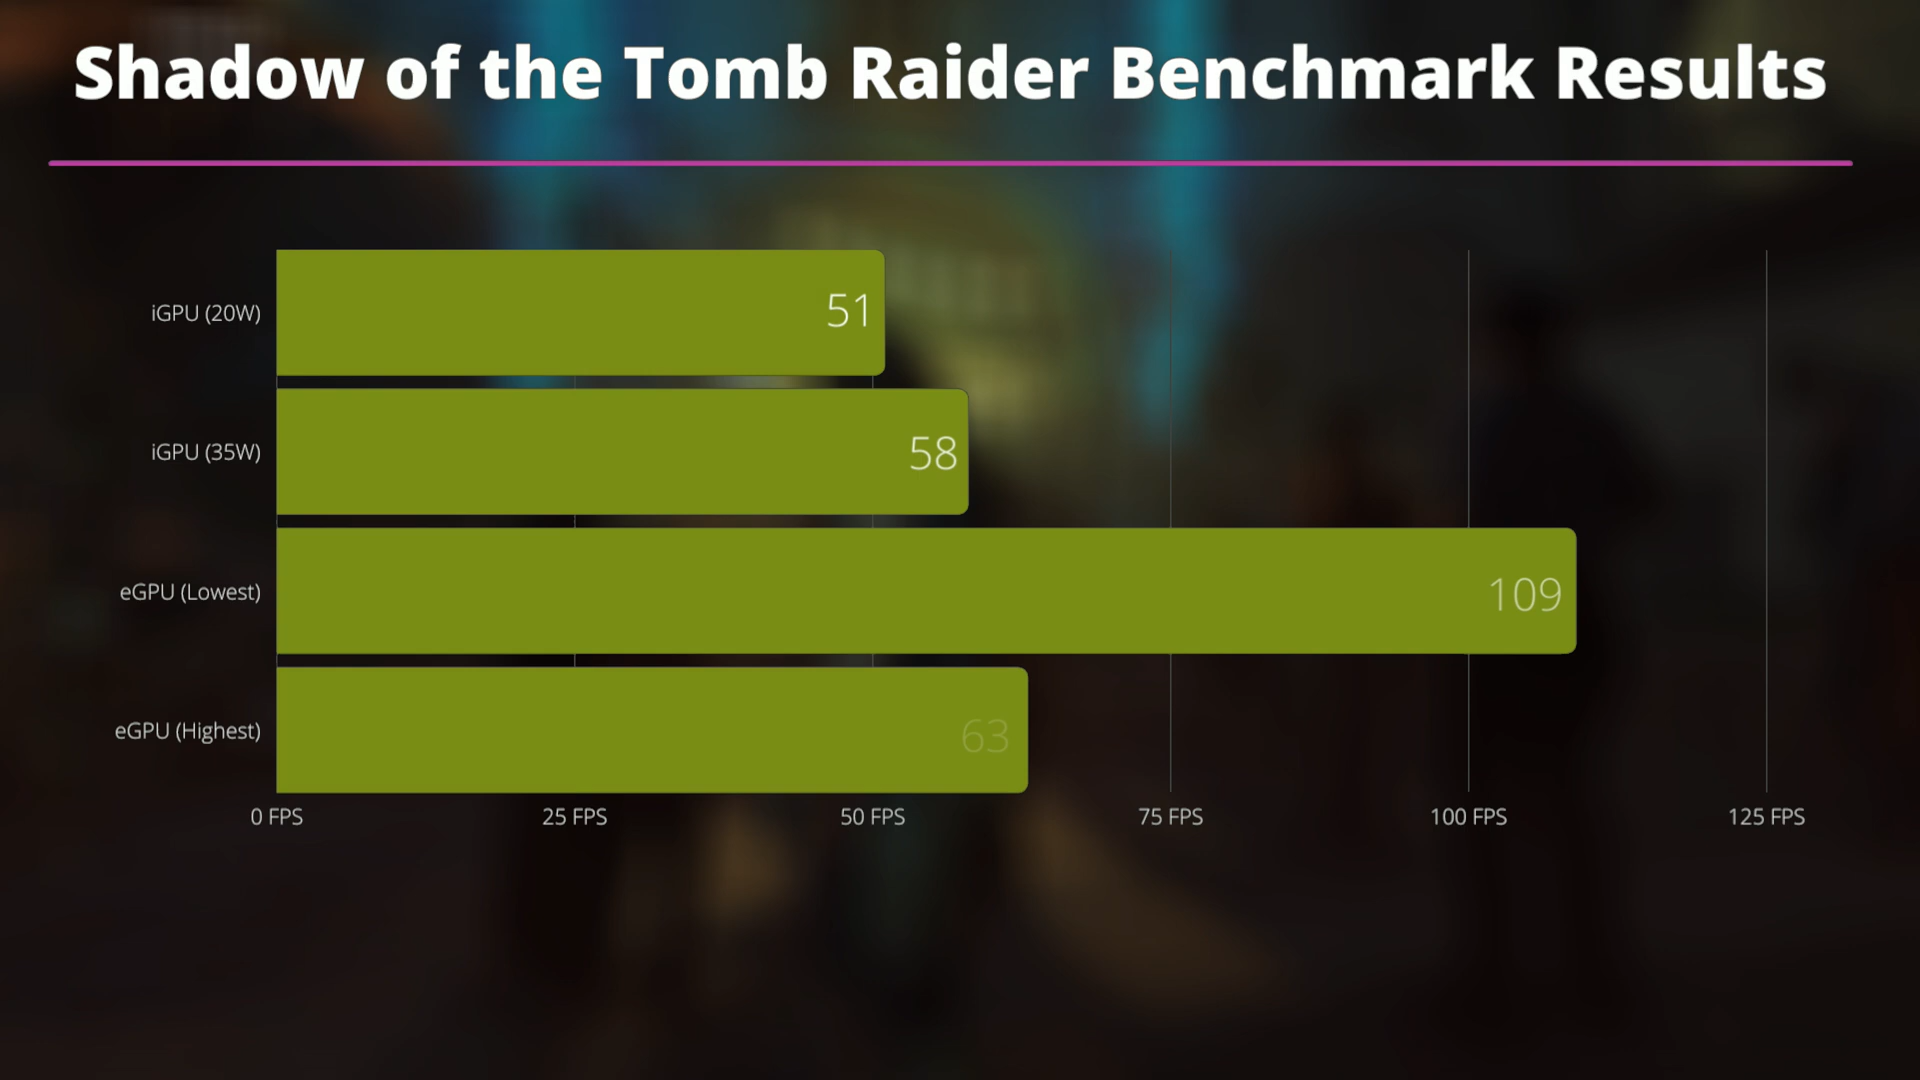 Shadow of the Tomb Raider Benchmark Results
iGPU (20W)
51
iGPU (35W)
58
eGPU (Lowest)
109
eGPU (Highest)
63
0 FPS
25 FPS
50 FPS
75 FPS
100 FPS
125 FPS